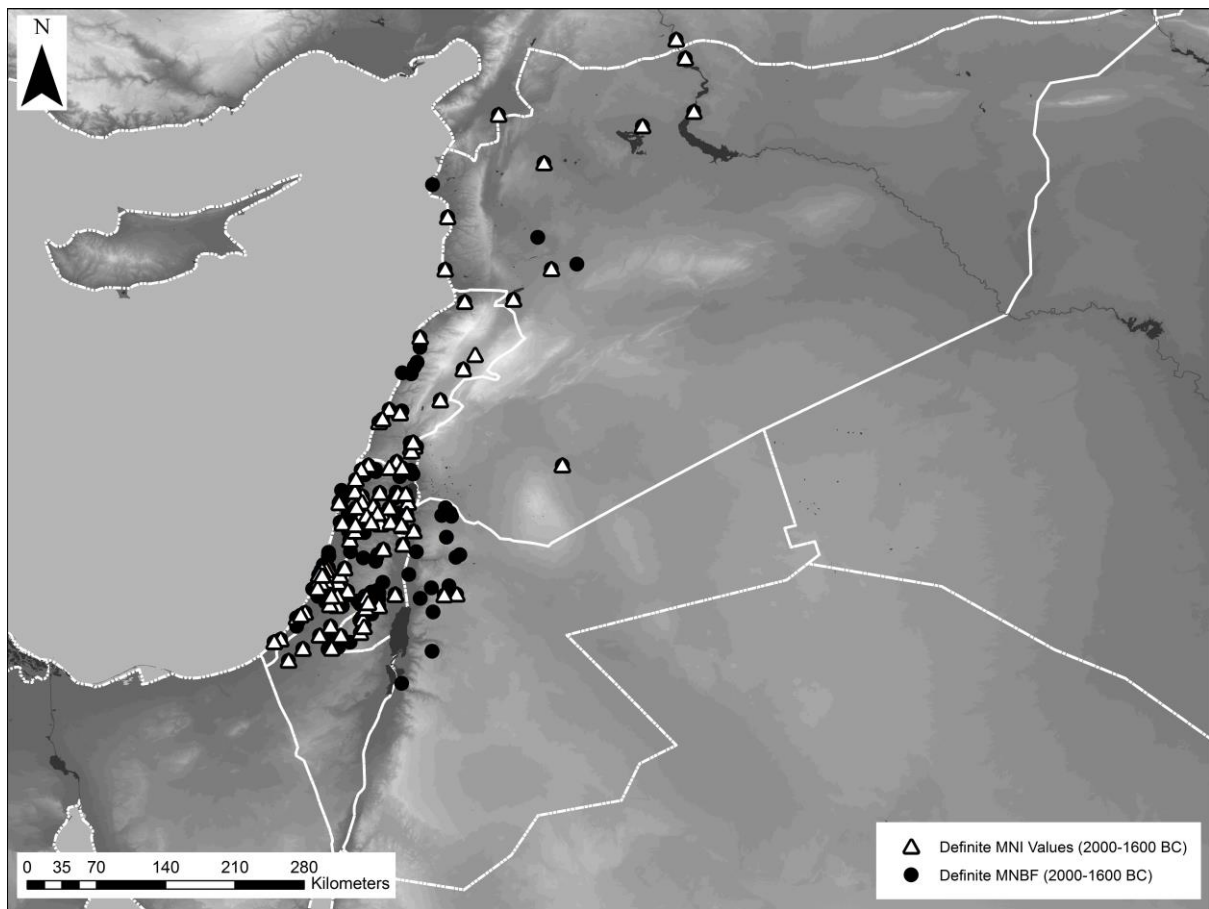 N
Definite MNI Values (2000-1600 BC)
Definite MNBF (2000-1600 BC)
0 35 70 140 210 280
Kilometers